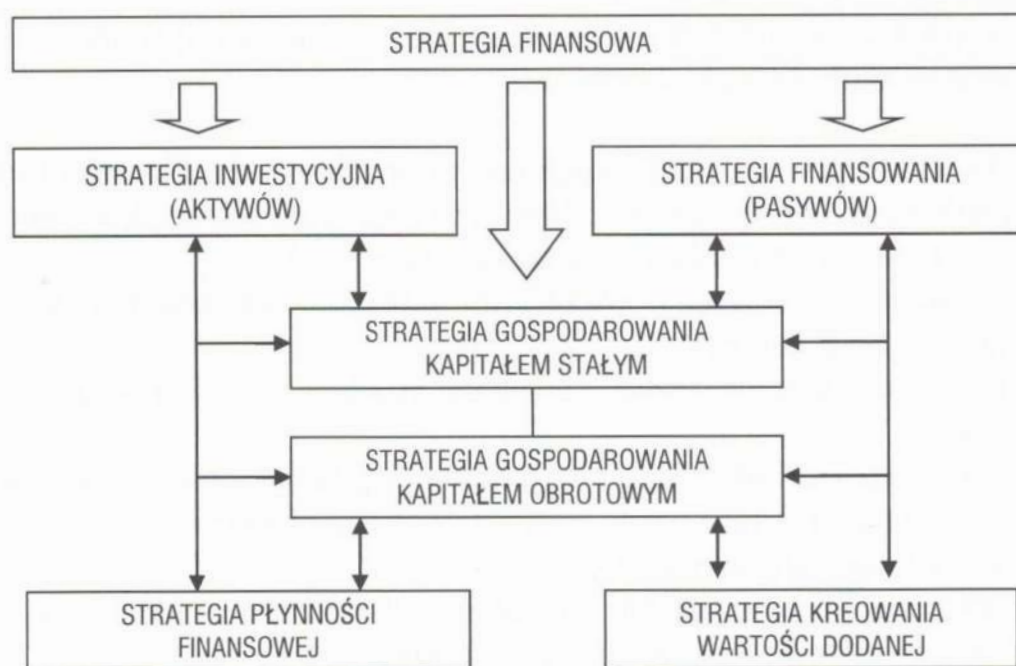 STRATEGIA FINANSOWA
STRATEGIA INWESTYCYJNA
(AKTYWÓW)
STRATEGIA FINANSOWANIA
(PASYWÓW)
STRATEGIA GOSPODAROWANIA
KAPITAŁEM STAŁYM
STRATEGIA GOSPODAROWANIA
KAPITAŁEM OBROTOWYM
STRATEGIA PŁYNNOŚCI
FINANSOWEJ
STRATEGIA KREOWANIA
WARTOŚCI DODANEJ